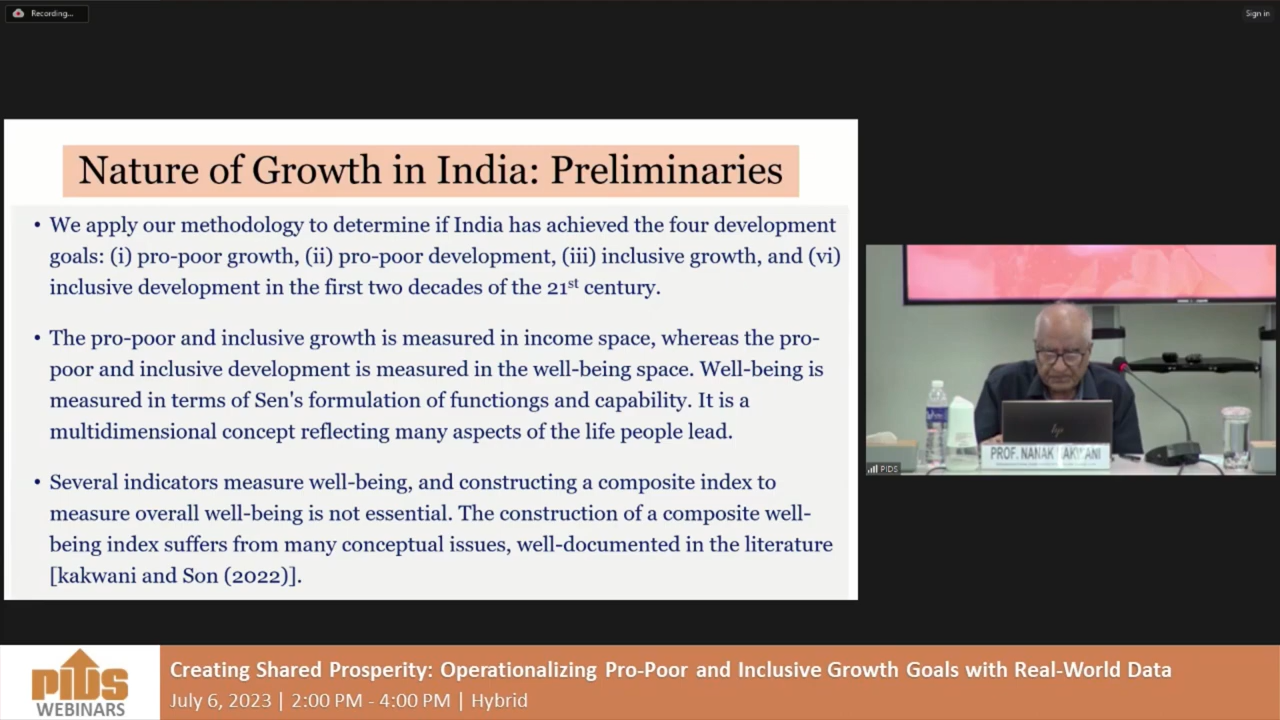 Recording...
Sign in
Nature of Growth in India: Preliminaries
• We apply our methodology to determine if India has achieved the four development
goals: (i) pro-poor growth, (ii) pro-poor development, (iii) inclusive growth, and (vi)
inclusive development in the first two decades of the 21st century.
• The pro-poor and inclusive growth is measured in income space, whereas the pro-
poor and inclusive development is measured in the well-being space. Well-being is
measured in terms of Sen's formulation of functiongs and capability. It is a
multidimensional concept reflecting many aspects of the life people lead.
• Several indicators measure well-being, and constructing a composite index to
measure overall well-being is not essential. The construction of a composite well-
being index suffers from many conceptual issues, well-documented in the literature
[kakwani and Son (2022)].
hp
PROF. NANAK KAKWANI
PIDS
PIDS
WEBINARS
Creating Shared Prosperity: Operationalizing Pro-Poor and Inclusive Growth Goals with Real-World Data
July 6, 2023 | 2:00 PM - 4:00 PM | Hybrid